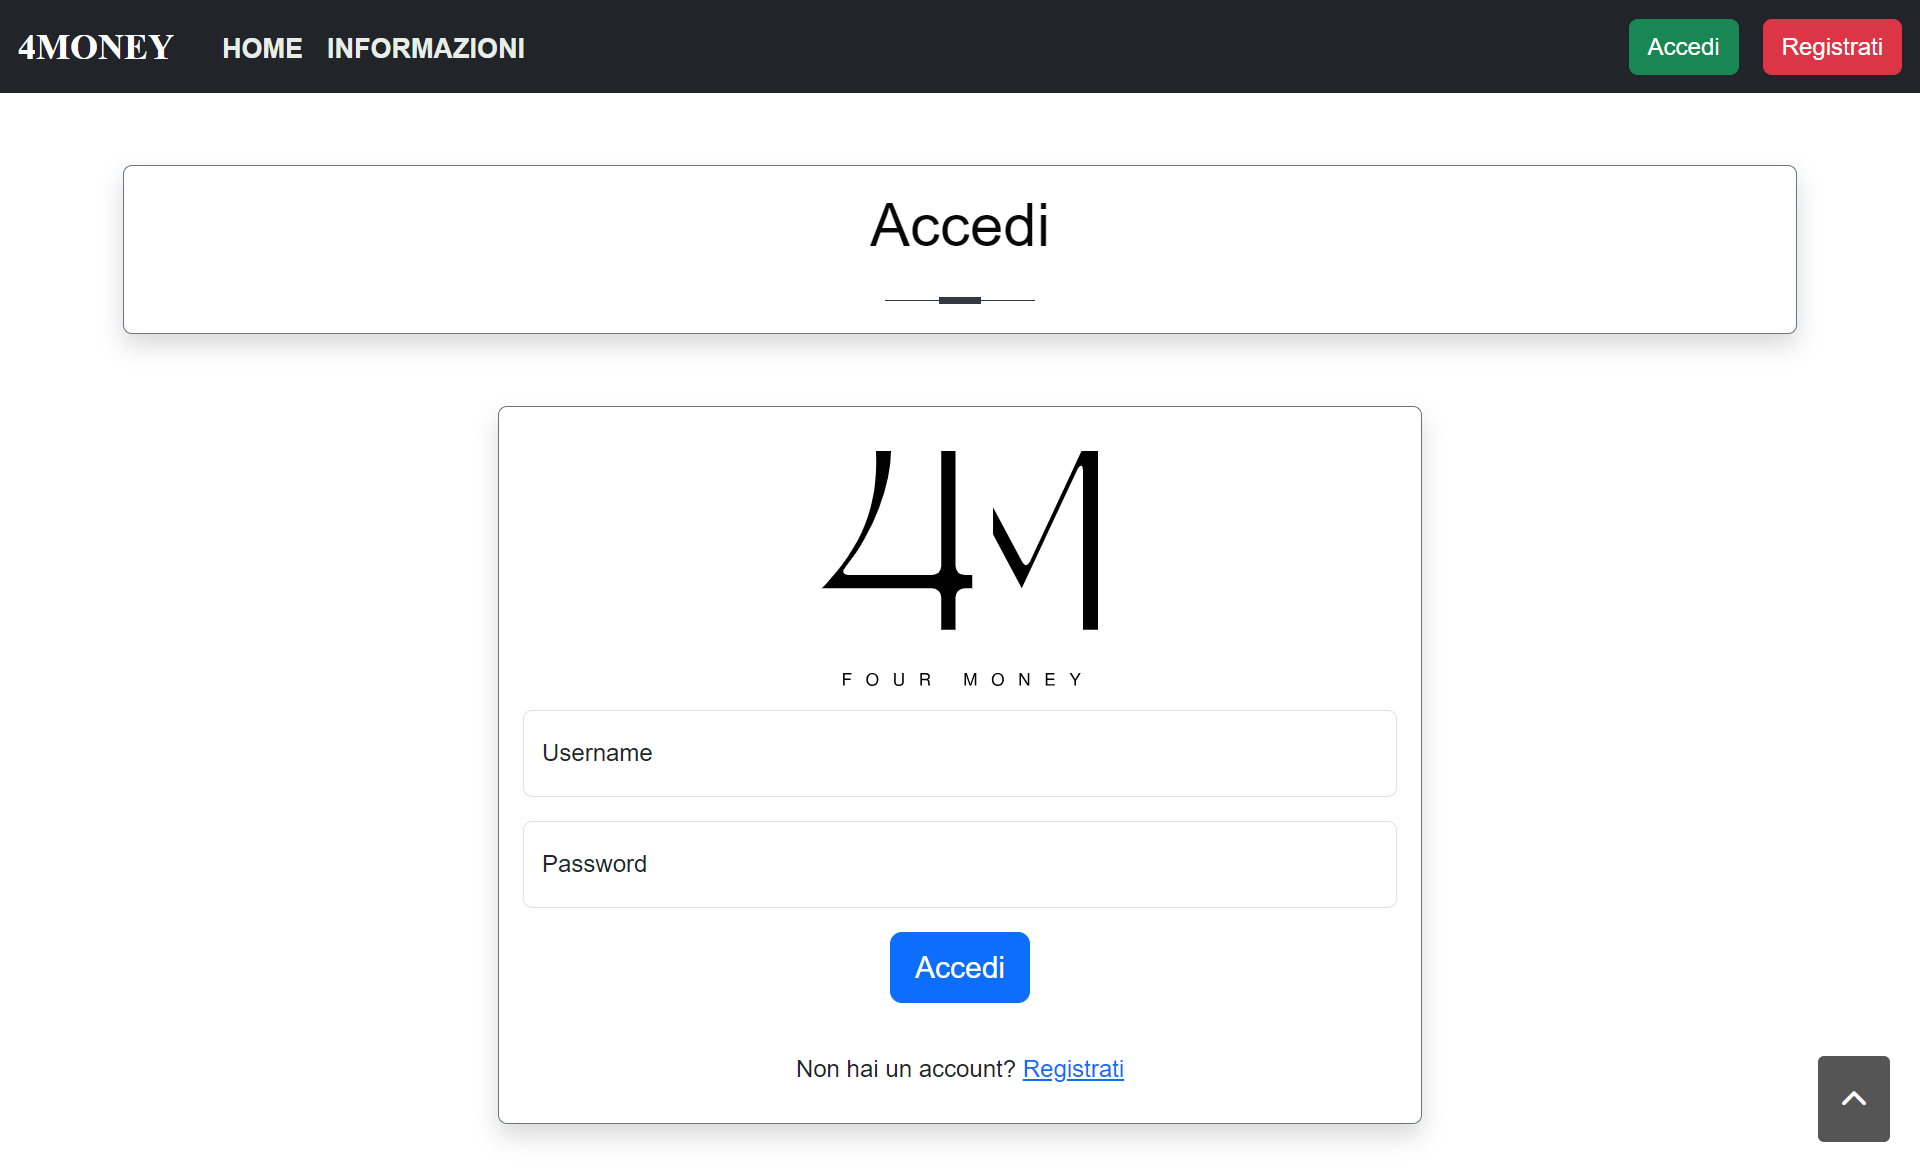 4MONEY HOME INFORMAZIONI Accedi Registrati
Accedi
4M
FOUR MONEY
Username
Password
Accedi
Non hai un account? Registrati